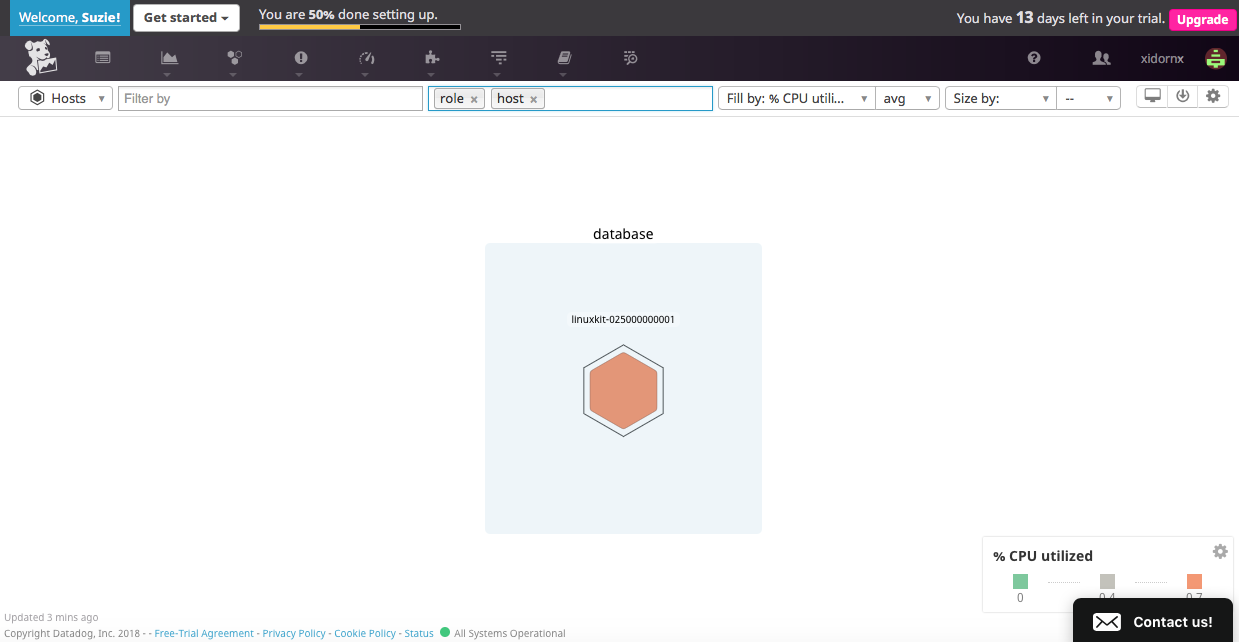 Welcome, Suzie!
Get started
You are 50% done setting up.
You have 13 days left in your trial.
Upgrade
xidornx
Hosts
Filter by
role ×
host ×
Fill by: % CPU utili...
avg
Size by:
--
database
linuxkit-025000000001
% CPU utilized
0
0.4
0.7
Updated 3 mins ago
Copyright Datadog, Inc. 2018 - - Free-Trial Agreement - Privacy Policy - Cookie Policy - Status All Systems Operational
Contact us!